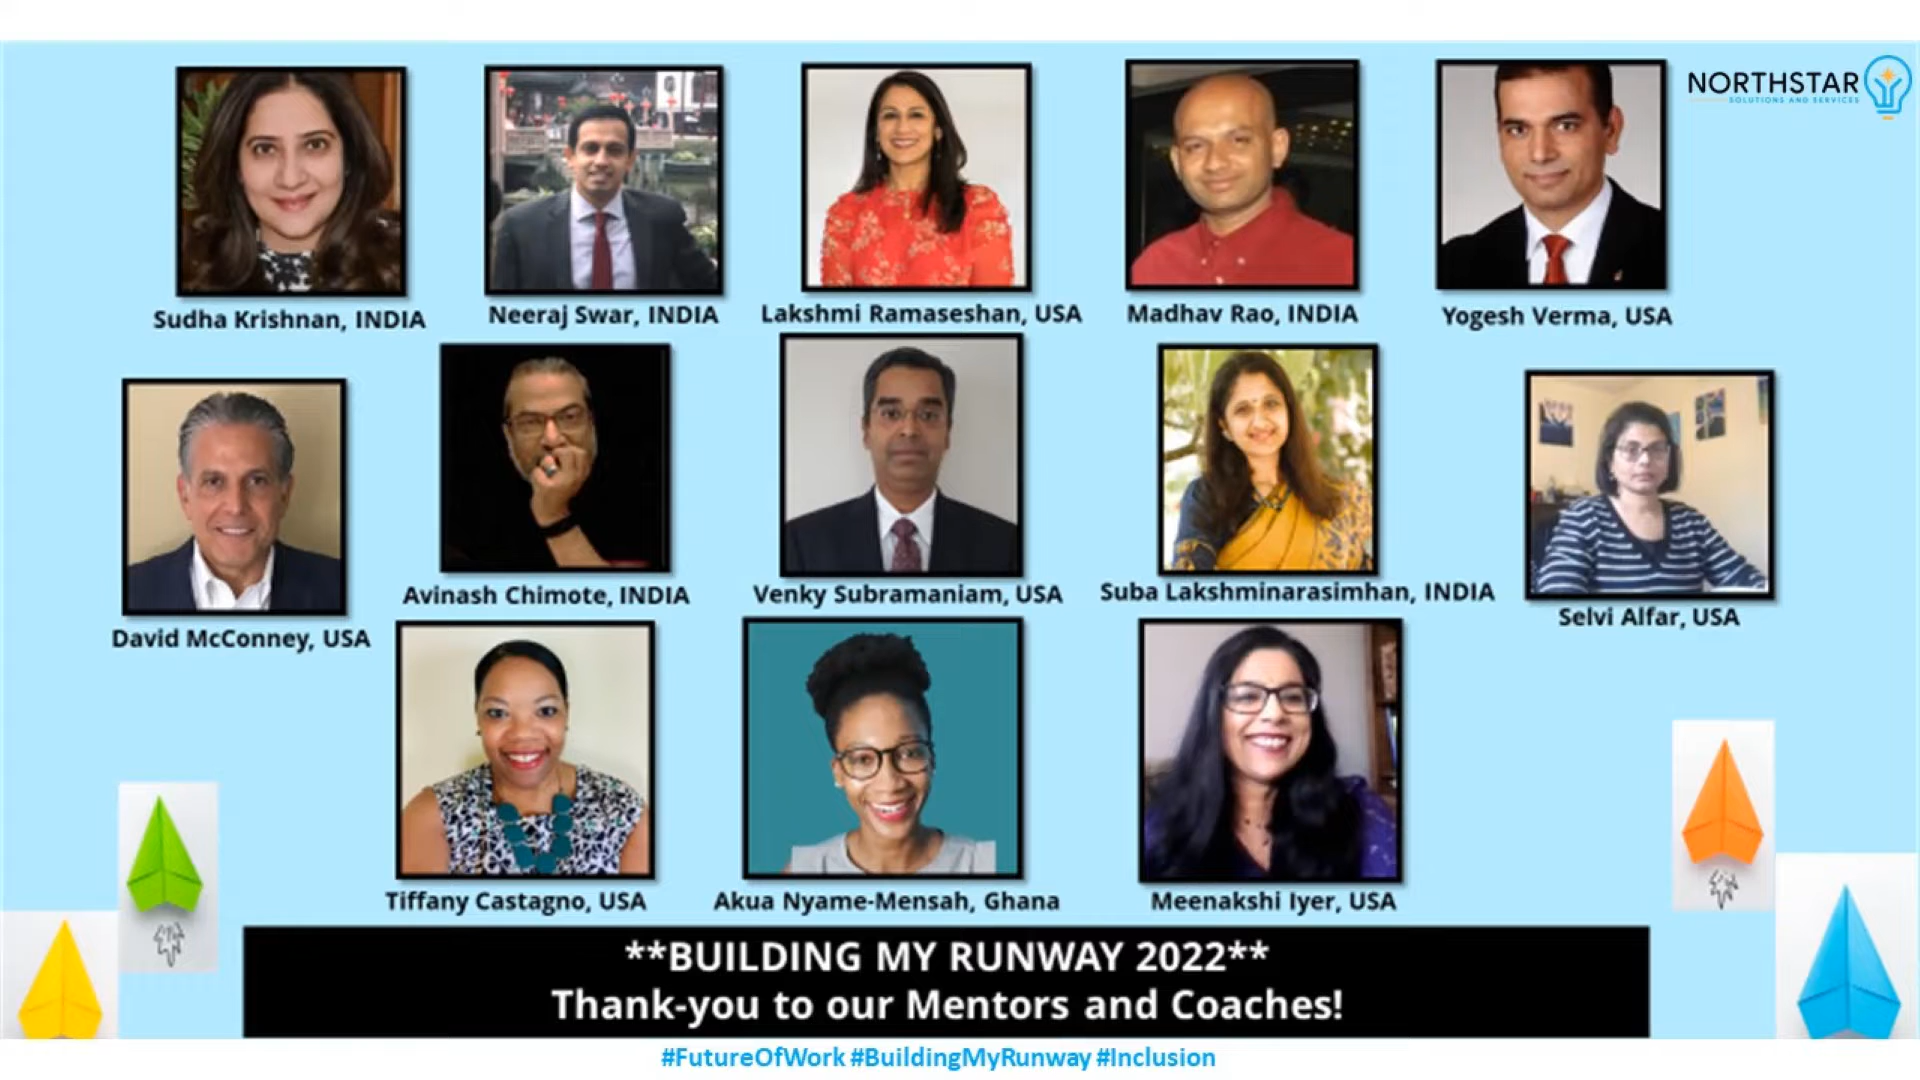 NORTHSTAR
SOLUTIONS AND SERVICES
Sudha Krishnan, INDIA
Neeraj Swar, INDIA
Lakshmi Ramaseshan, USA
Madhav Rao, INDIA
Yogesh Verma, USA
David McConney, USA
Avinash Chimote, INDIA
Venky Subramaniam, USA
Suba Lakshminarasimhan, INDIA
Selvi Alfar, USA
Tiffany Castagno, USA
Akua Nyame-Mensah, Ghana
Meenakshi Iyer, USA
**BUILDING MY RUNWAY 2022**
Thank-you to our Mentors and Coaches!
#FutureOfWork #BuildingMyRunway #Inclusion